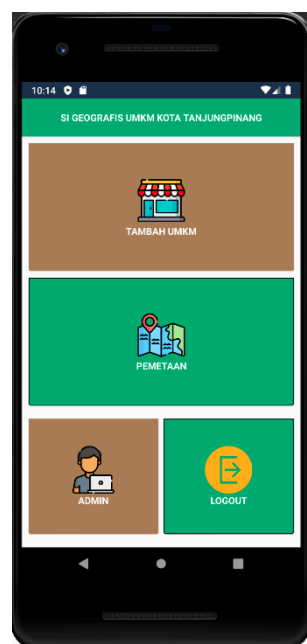 10:14
SI GEOGRAFIS UMKM KOTA TANJUNGPINANG
TAMBAH UMKM
PEMETAAN
ADMIN
LOGOUT